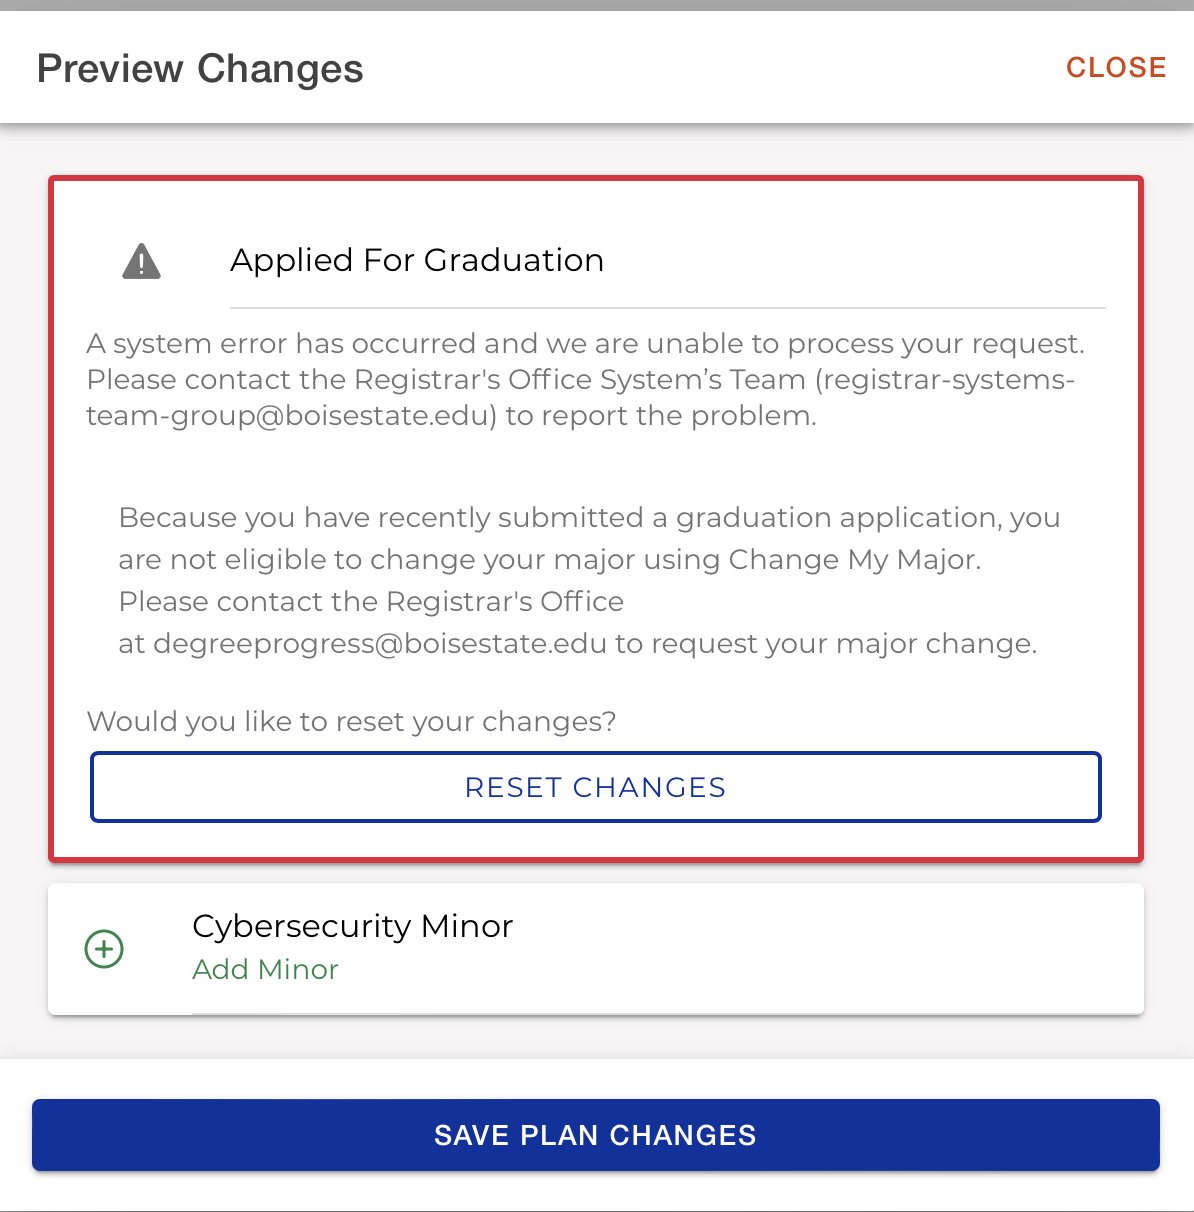 Preview Changes
CLOSE
Applied For Graduation
A system error has occurred and we are unable to process your request.
Please contact the Registrar's Office System’s Team (registrar-systems-
team-group@boisestate.edu) to report the problem.
Because you have recently submitted a graduation application, you
are not eligible to change your major using Change My Major.
Please contact the Registrar's Office
at degreeprogress@boisestate.edu to request your major change.
Would you like to reset your changes?
RESET CHANGES
Cybersecurity Minor
Add Minor
SAVE PLAN CHANGES